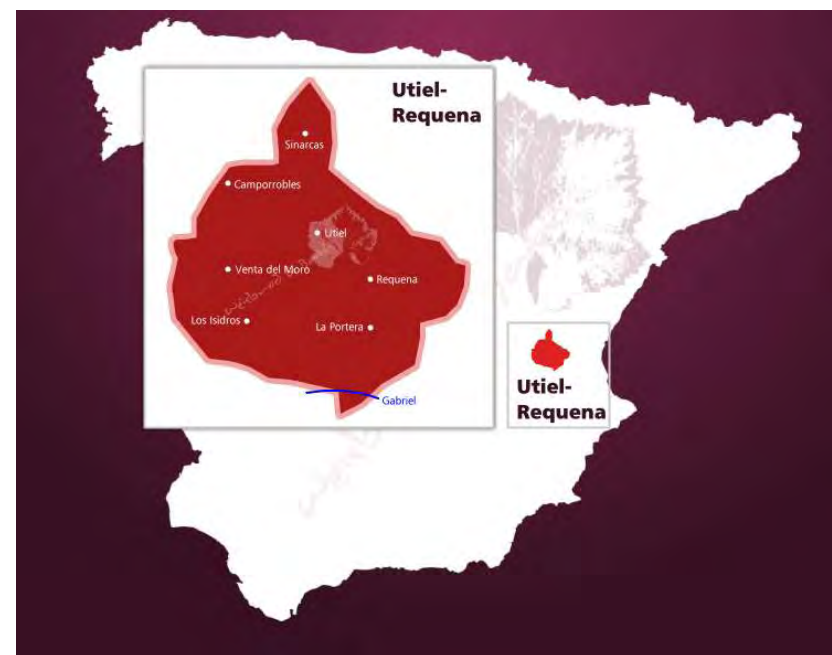 Utiel-
Requena
Sinarcas
Camporrobles
Utiel
Venta del Moro
Requena
Los Isidros
La Portera
Gabriel
Utiel-
Requena